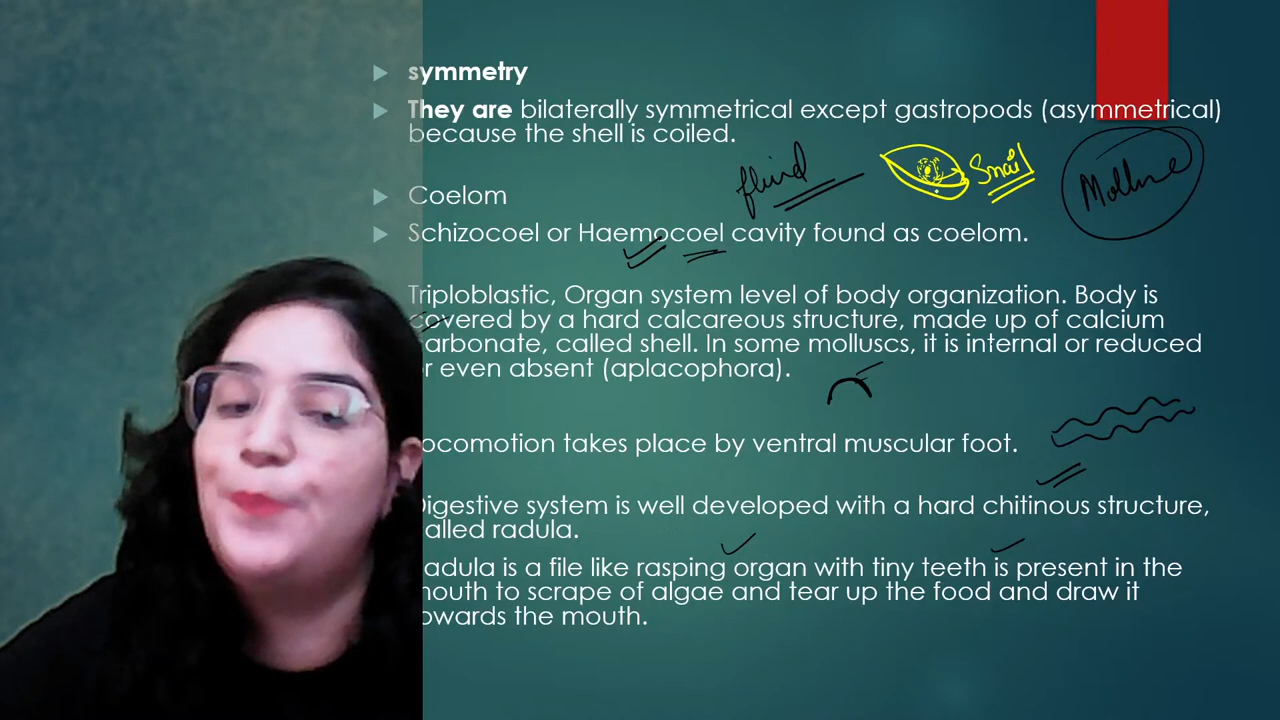 symmetry
They are bilaterally symmetrical except gastropods (asymmetrical)
because the shell is coiled.
fluid
Snail
Coelom
Schizocoel or Haemocoel cavity found as coelom.
Triploblastic, Organ system level of body organization. Body is
covered by a hard calcareous structure, made up of calcium
arbonate, called shell. In some molluscs, it is internal or reduced
r even absent (aplacophora).
ocomotion takes place by ventral muscular foot.
Digestive system is well developed with a hard chitinous structure,
alled radula.
adula is a file like rasping organ with tiny teeth is present in the
mouth to scrape of algae and tear up the food and draw it
owards the mouth.